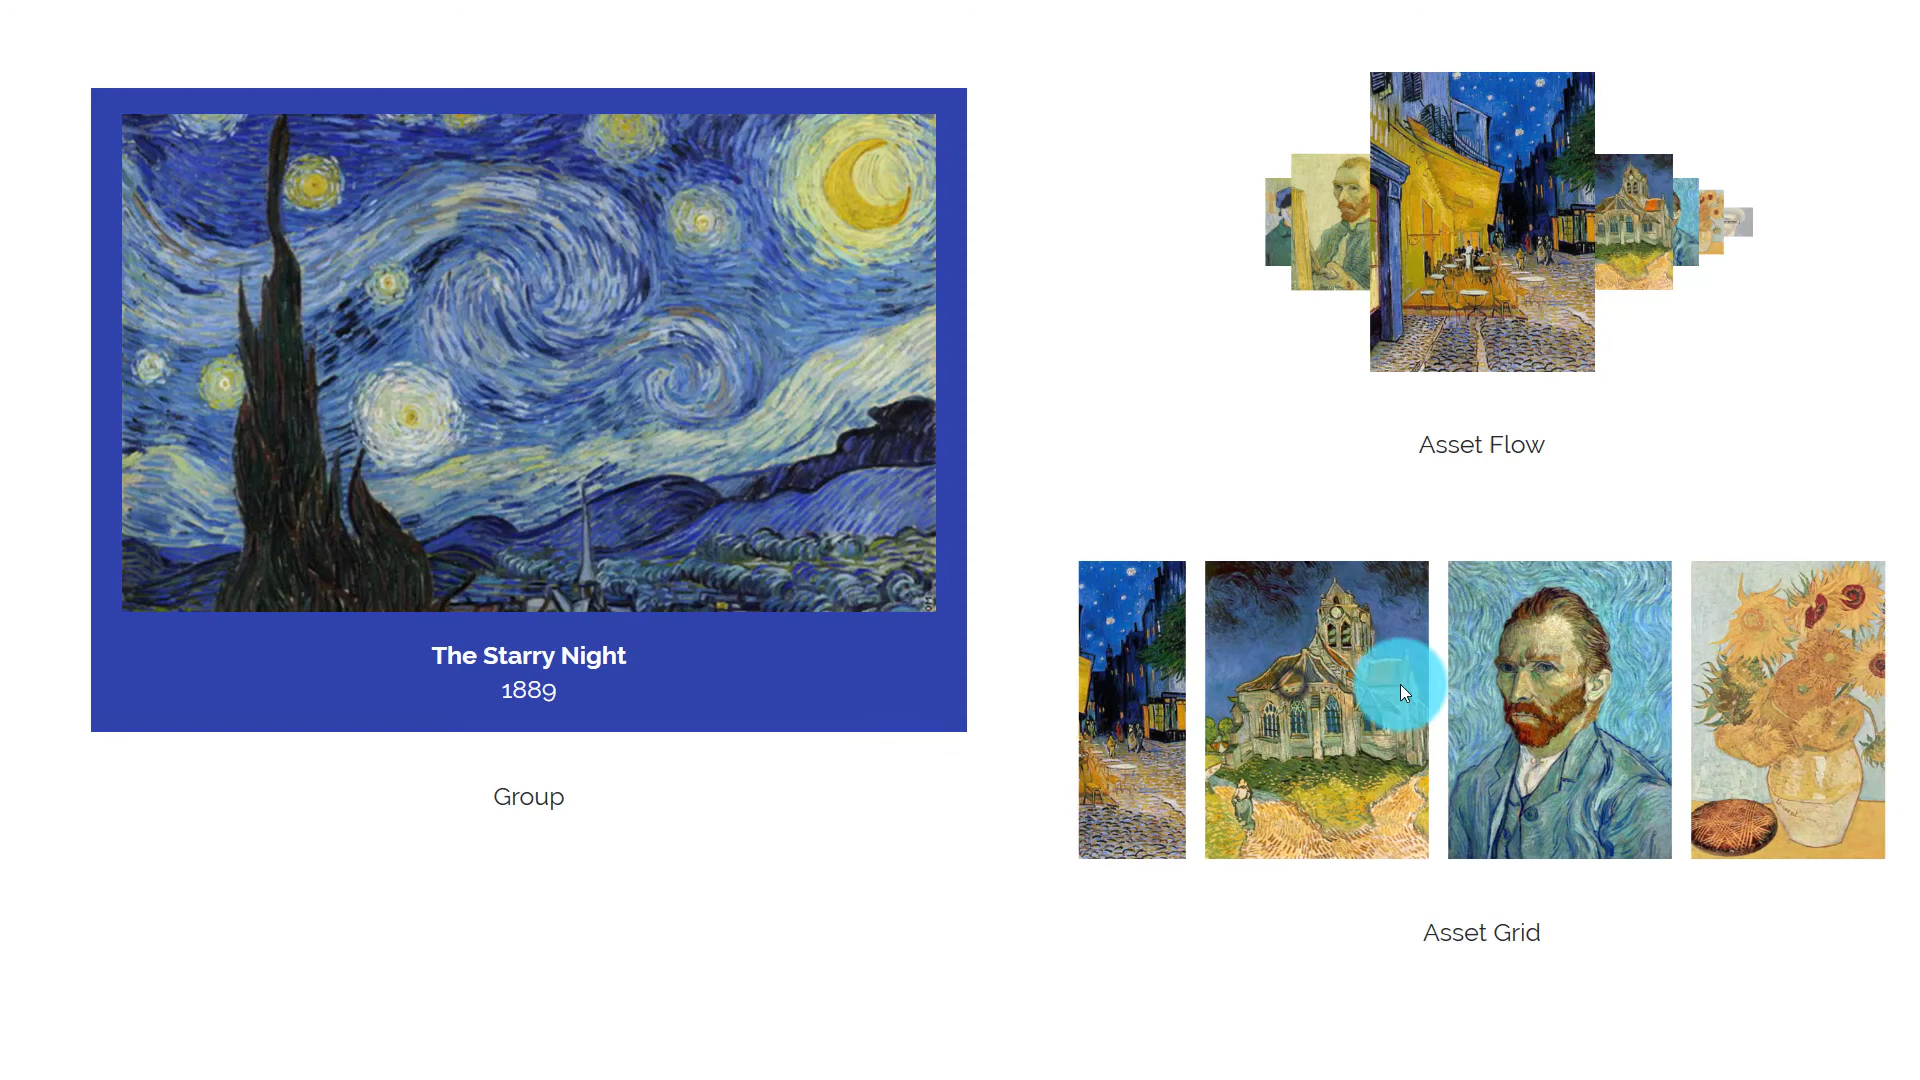 The Starry Night
1889
Group
Asset Flow
Asset Grid